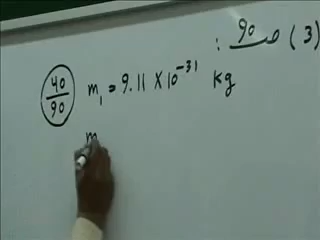 (3) ص 90 :
40/90 m₁ = 9.11 × 10⁻³¹ kg
m